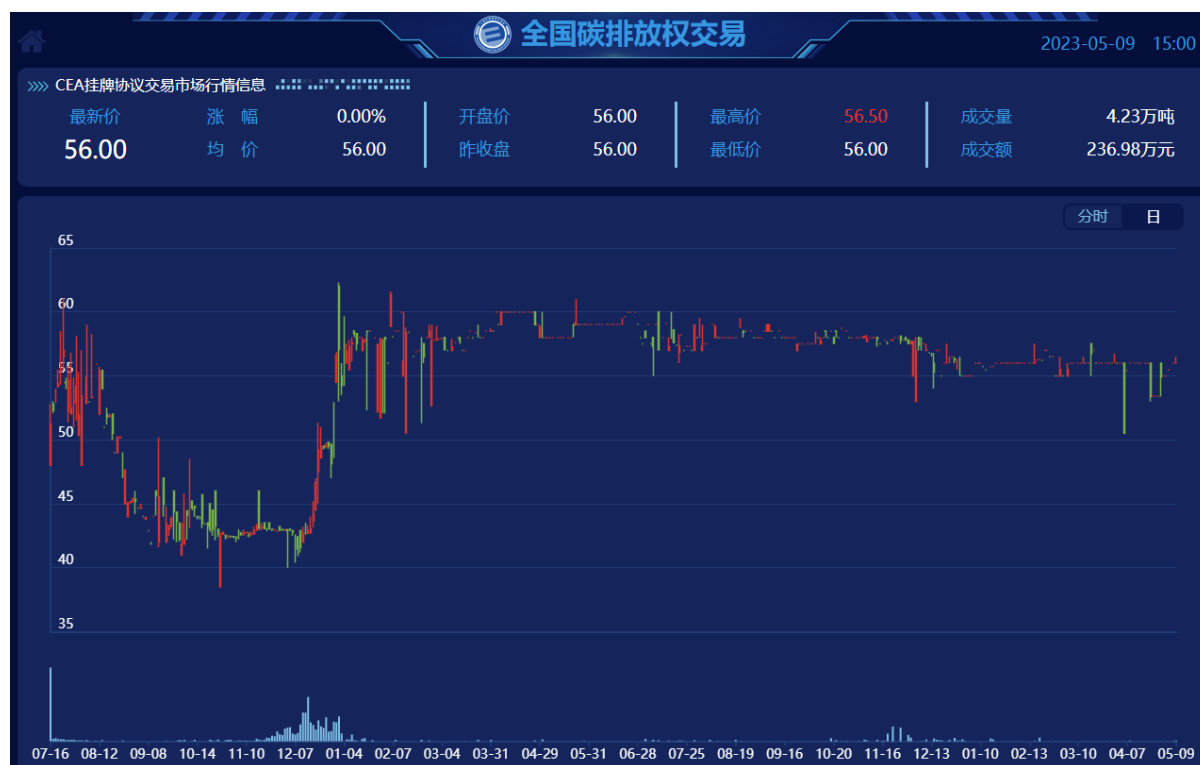 全国碳排放权交易
2023-05-09 15:00
CEA挂牌协议交易市场行情信息
最新价 涨 幅 0.00% 开盘价 56.00 最高价 56.50 成交量 4.23万吨
56.00 均 价 56.00 昨收盘 56.00 最低价 56.00 成交额 236.98万元
分时 日
65
60
55
50
45
40
35
07-16 08-12 09-08 10-14 11-10 12-07 01-04 02-07 03-04 03-31 04-29 05-31 06-28 07-25 08-19 09-16 10-20 11-16 12-13 01-10 02-13 03-10 04-07 05-09